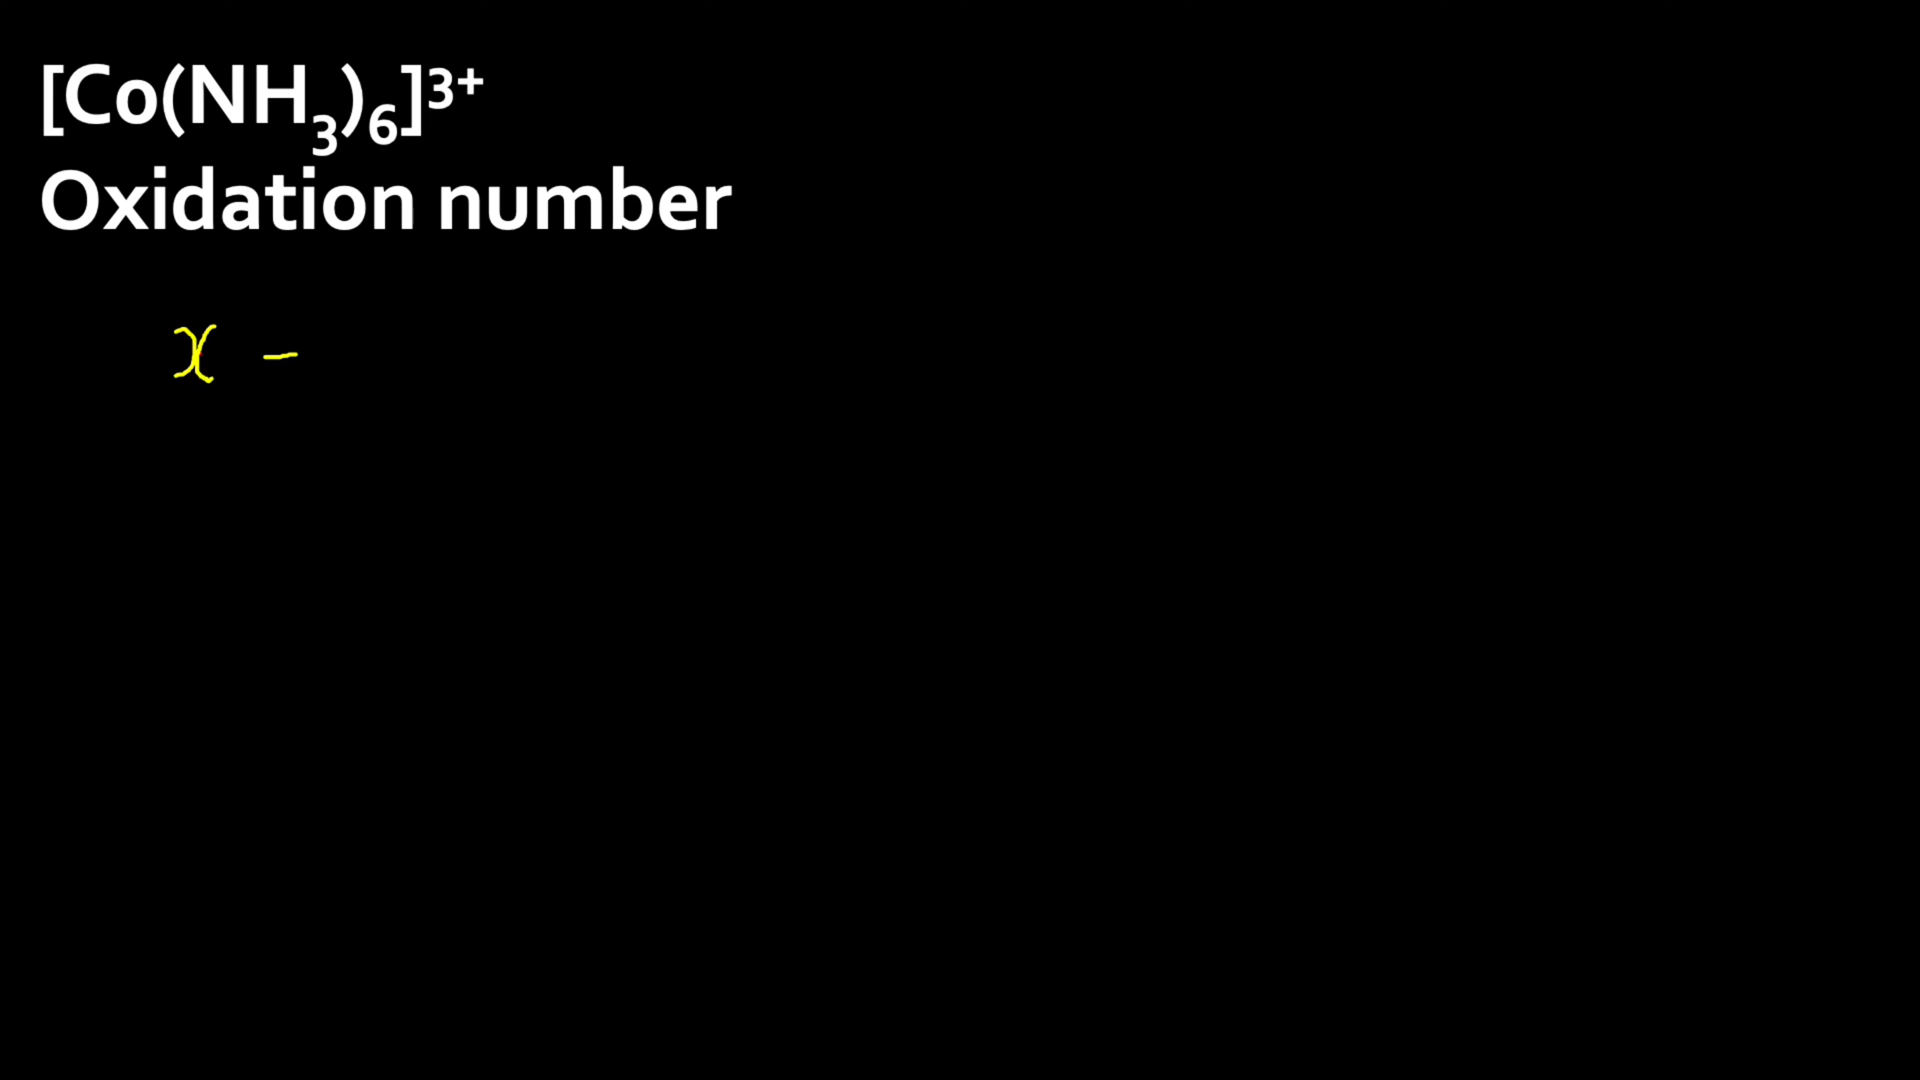 [Co(NH₃)₆]³⁺
Oxidation number
x –